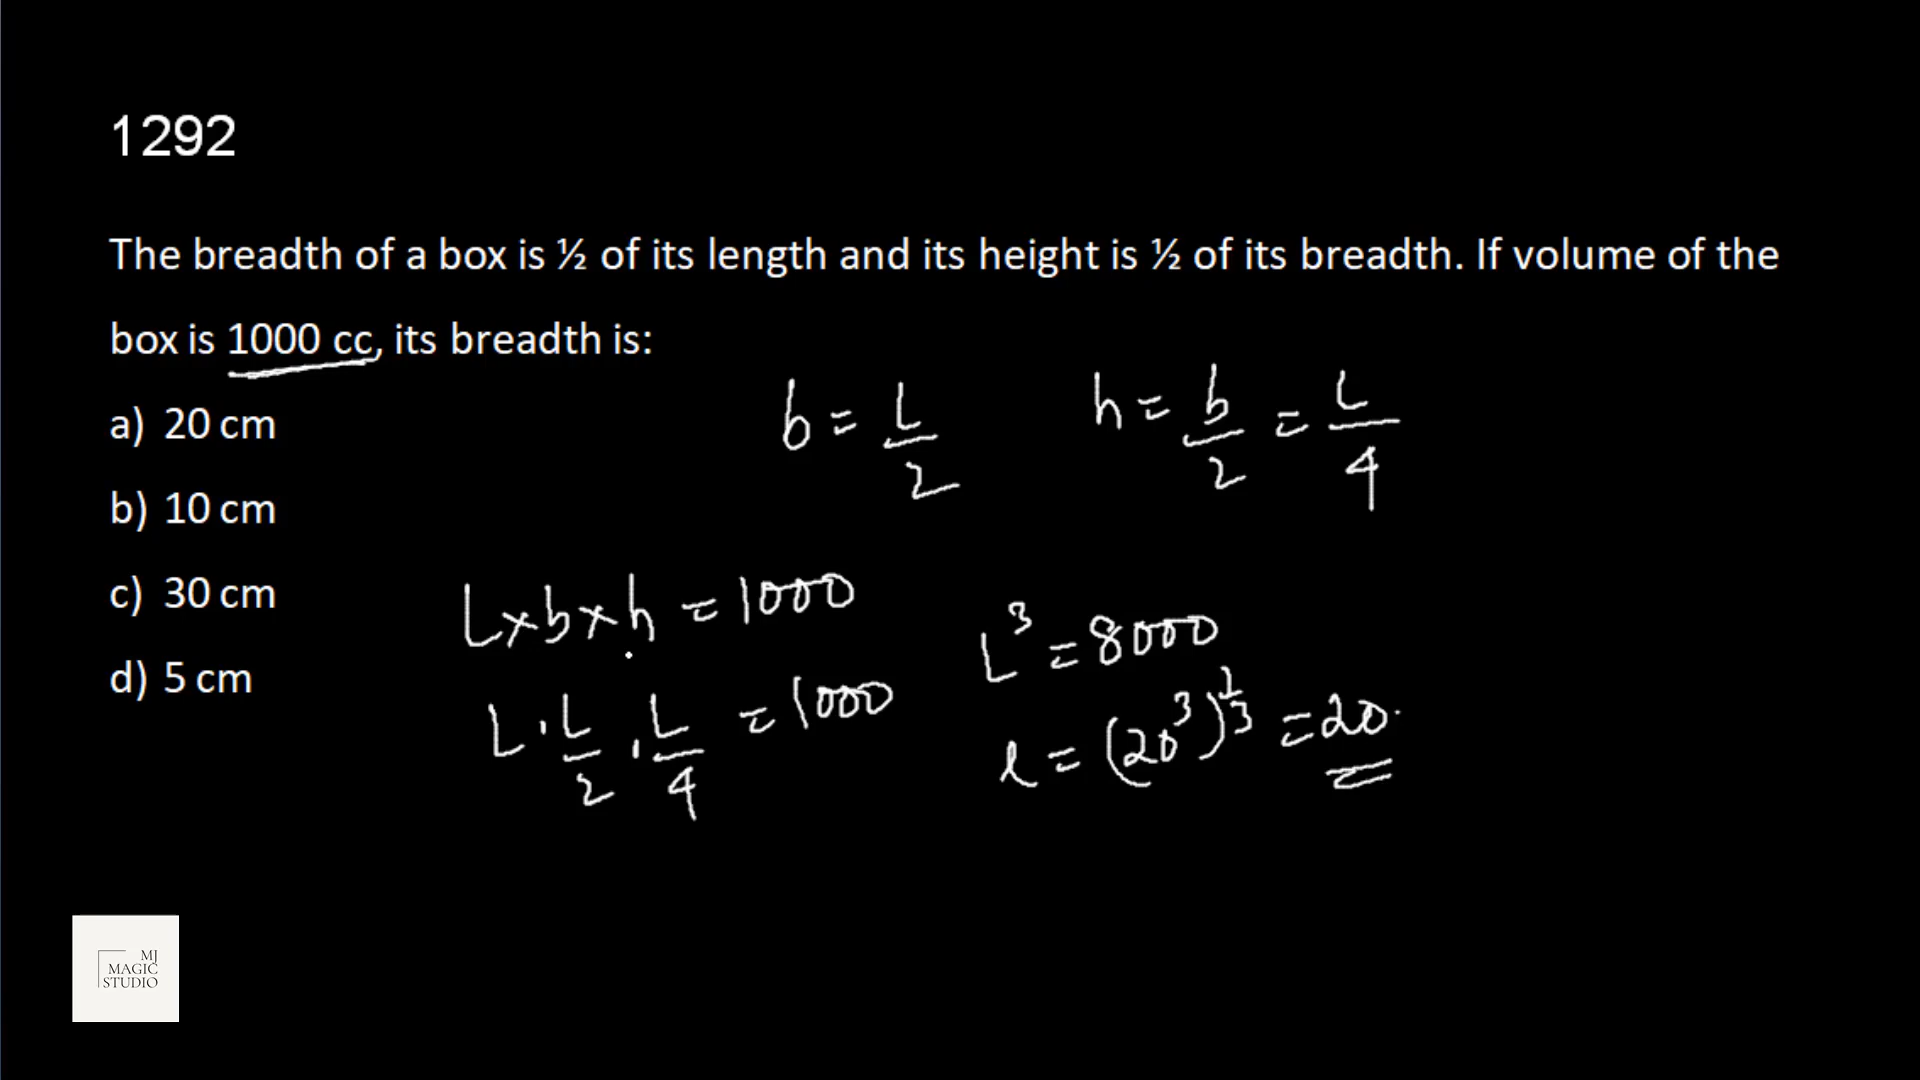 1292
The breadth of a box is ½ of its length and its height is ½ of its breadth. If volume of the
box is 1000 cc, its breadth is:
a) 20 cm
b) 10 cm
c) 30 cm
d) 5 cm
b = L/2
h = b/2 = L/4
L×b×h = 1000
L · L/2 · L/4 = 1000
L³ = 8000
l = (20³)^1/3 = 20
MJ
MAGIC
STUDIO